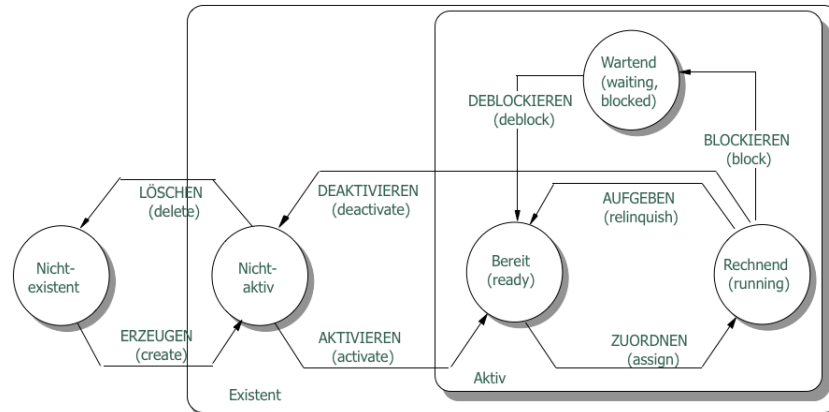 Wartend
(waiting,
blocked)
DEBLOCKIEREN
(deblock)
BLOCKIEREN
(block)
LÖSCHEN
(delete)
DEAKTIVIEREN
(deactivate)
AUFGEBEN
(relinquish)
Nicht-
existent
Nicht-
aktiv
Bereit
(ready)
Rechnend
(running)
ERZEUGEN
(create)
AKTIVIEREN
(activate)
ZUORDNEN
(assign)
Existent
Aktiv